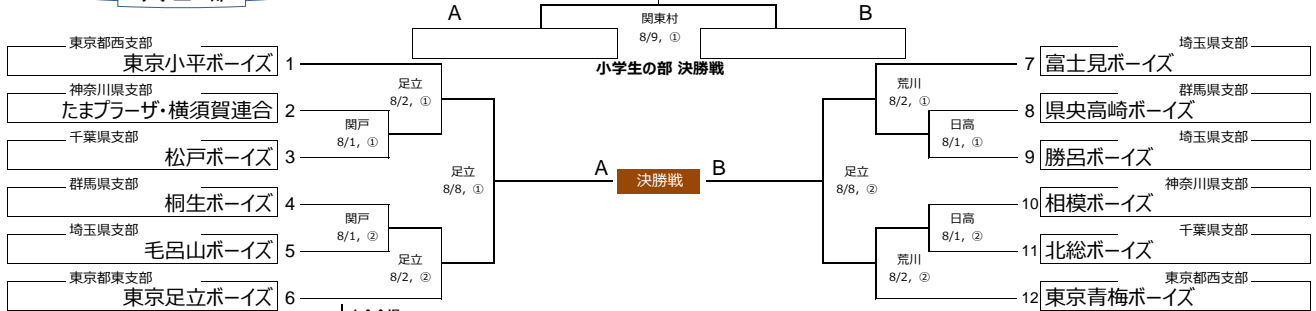 A
B
関東村
8/9, ①
小学生の部 決勝戦
東京都西支部
東京小平ボーイズ 1
神奈川県支部
たまプラーザ・横須賀連合 2
千葉県支部
松戸ボーイズ 3
群馬県支部
桐生ボーイズ 4
埼玉県支部
毛呂山ボーイズ 5
東京都東支部
東京足立ボーイズ 6
足立
8/2, ①
関戸
8/1, ①
関戸
8/1, ②
足立
8/2, ②
足立
8/8, ①
A 決勝戦 B
足立
8/8, ②
荒川
8/2, ①
日高
8/1, ①
日高
8/1, ②
荒川
8/2, ②
埼玉県支部
7 富士見ボーイズ
群馬県支部
8 県央高崎ボーイズ
埼玉県支部
9 勝呂ボーイズ
神奈川県支部
10 相模ボーイズ
千葉県支部
11 北総ボーイズ
東京都西支部
12 東京青梅ボーイズ